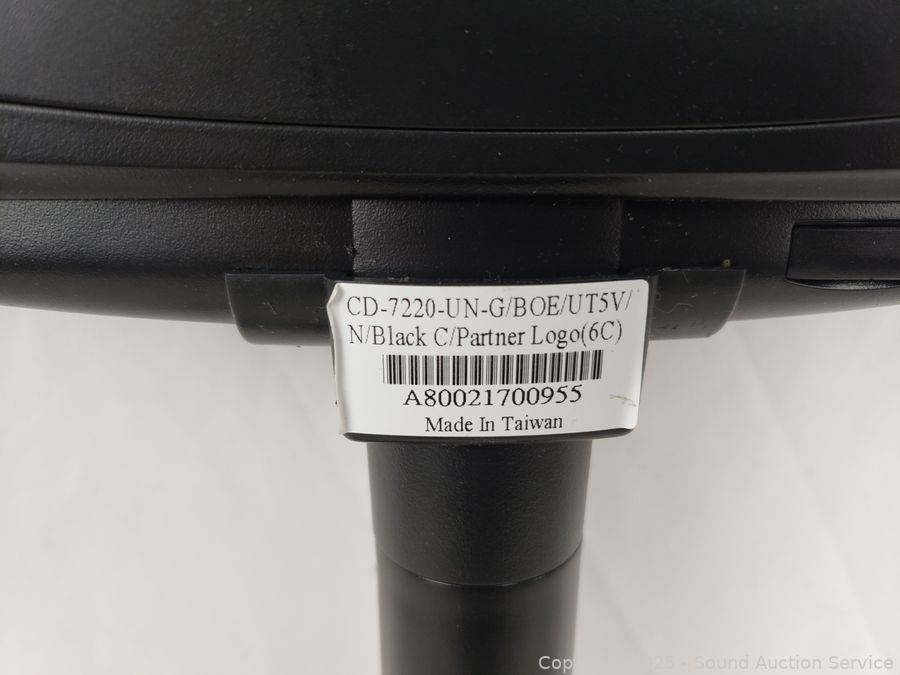 CD-7220-UN-G/BOE/UT5V/
N/Black C/Partner Logo(6C)
A80021700955
Made In Taiwan
- Sound Auction Service